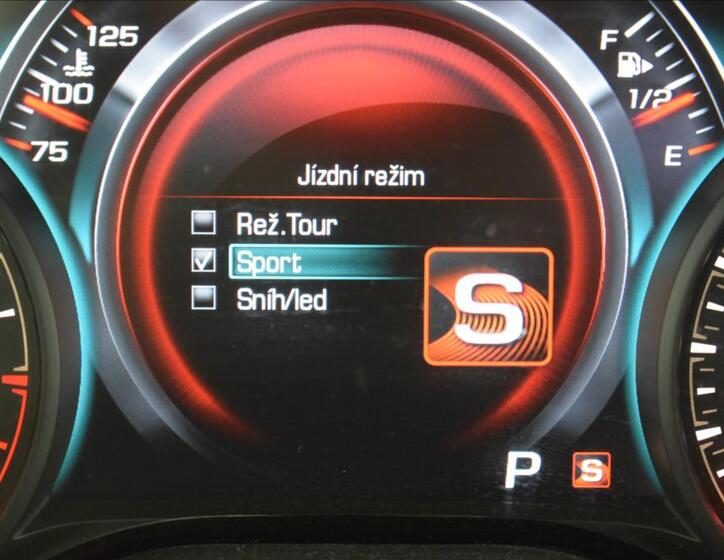 125
100
75
F
1/2
E
Jízdní režim
Rež.Tour
Sport
Sníh/led
S
P
S